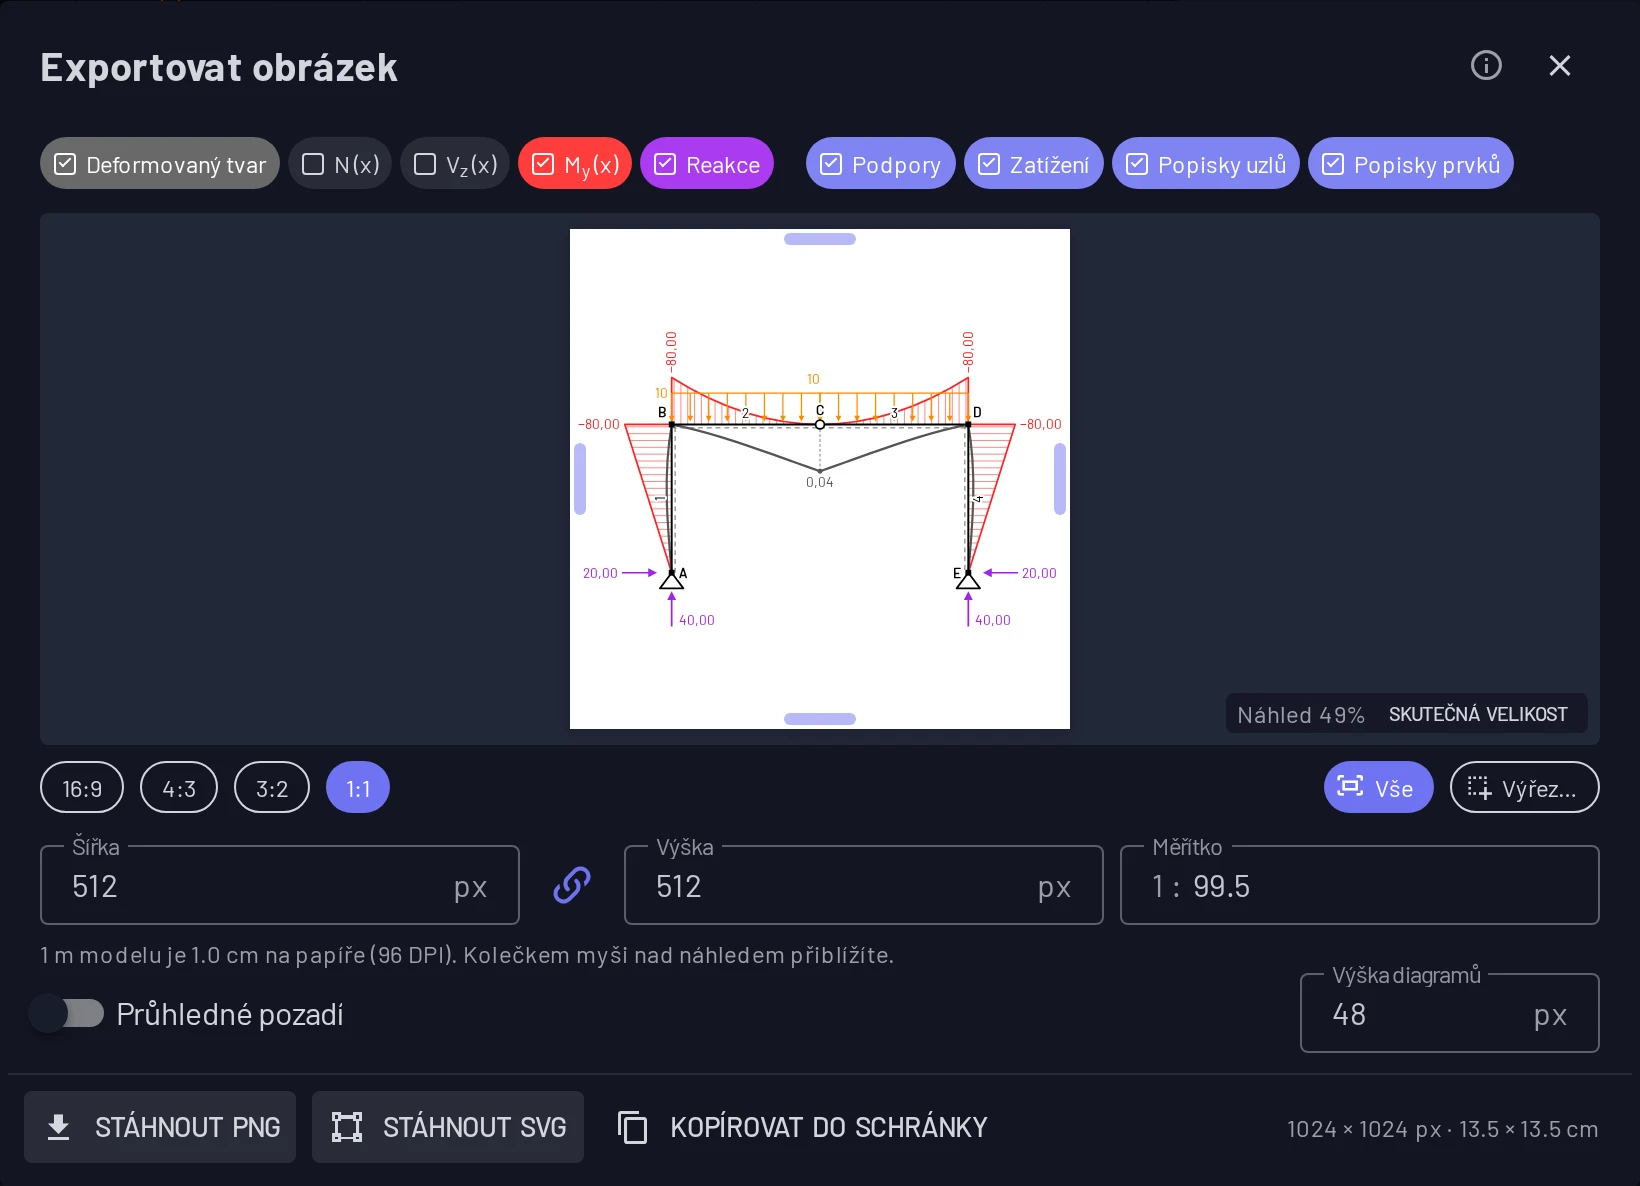 Exportovat obrázek
Deformovaný tvar
N(x)
Vz(x)
My(x)
Reakce
Podpory
Zatížení
Popisky uzlů
Popisky prvků
−80,00
−80,00
10
10
B
2
C
3
D
−80,00
−80,00
0,04
1
4
20,00
A
E
20,00
40,00
40,00
Náhled 49% SKUTEČNÁ VELIKOST
16:9
4:3
3:2
1:1
Vše
Výřez...
Šířka
512 px
Výška
512 px
Měřítko
1 : 99.5
1 m modelu je 1.0 cm na papíře (96 DPI). Kolečkem myši nad náhledem přiblížíte.
Průhledné pozadí
Výška diagramů
48 px
STÁHNOUT PNG
STÁHNOUT SVG
KOPÍROVAT DO SCHRÁNKY
1024 × 1024 px · 13.5 × 13.5 cm